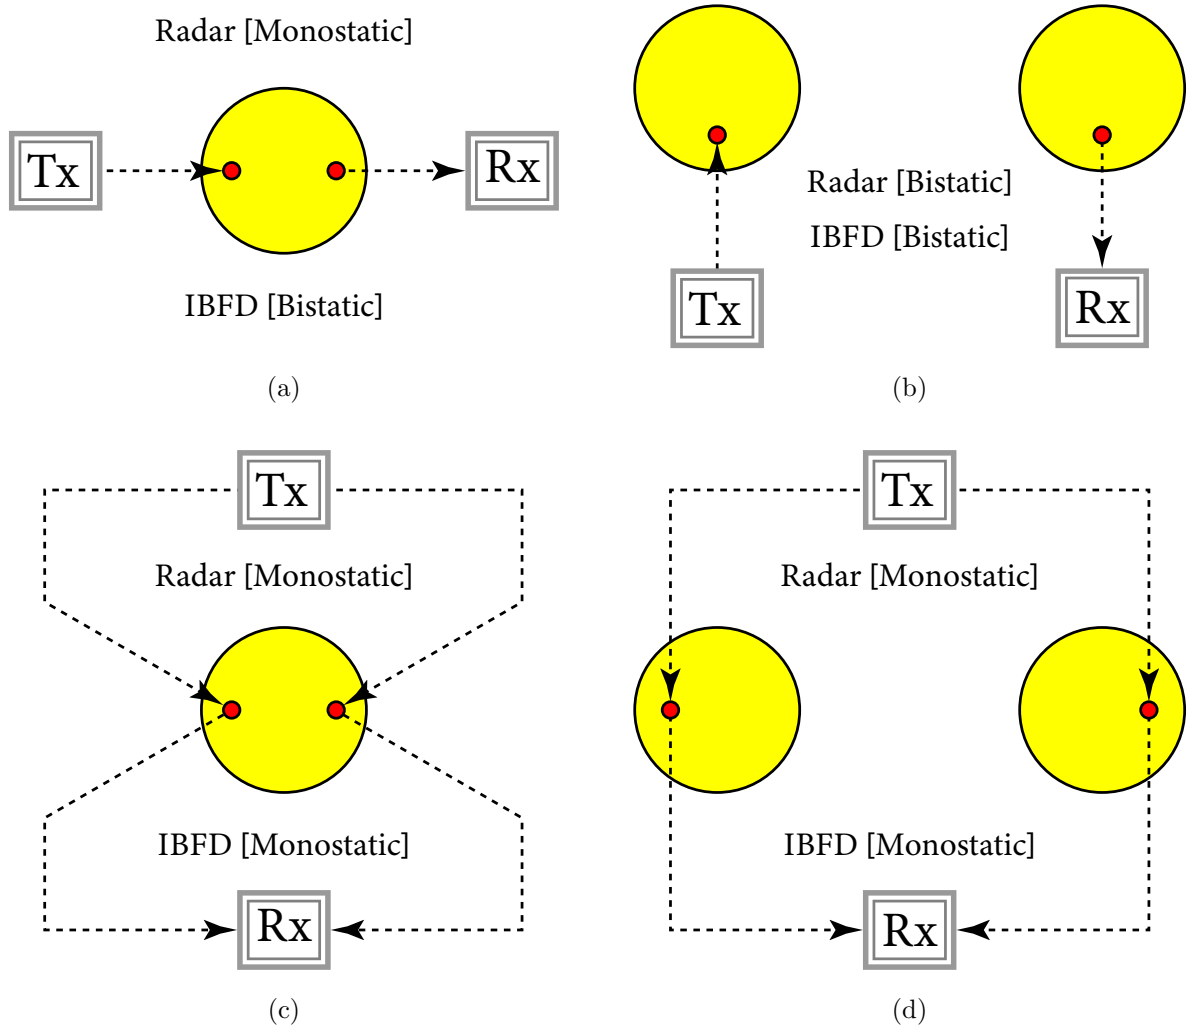 Radar [Monostatic]
Tx
Rx
IBFD [Bistatic]
(a)
Radar [Bistatic]
IBFD [Bistatic]
Tx
Rx
(b)
Tx
Radar [Monostatic]
IBFD [Monostatic]
Rx
(c)
Tx
Radar [Monostatic]
IBFD [Monostatic]
Rx
(d)